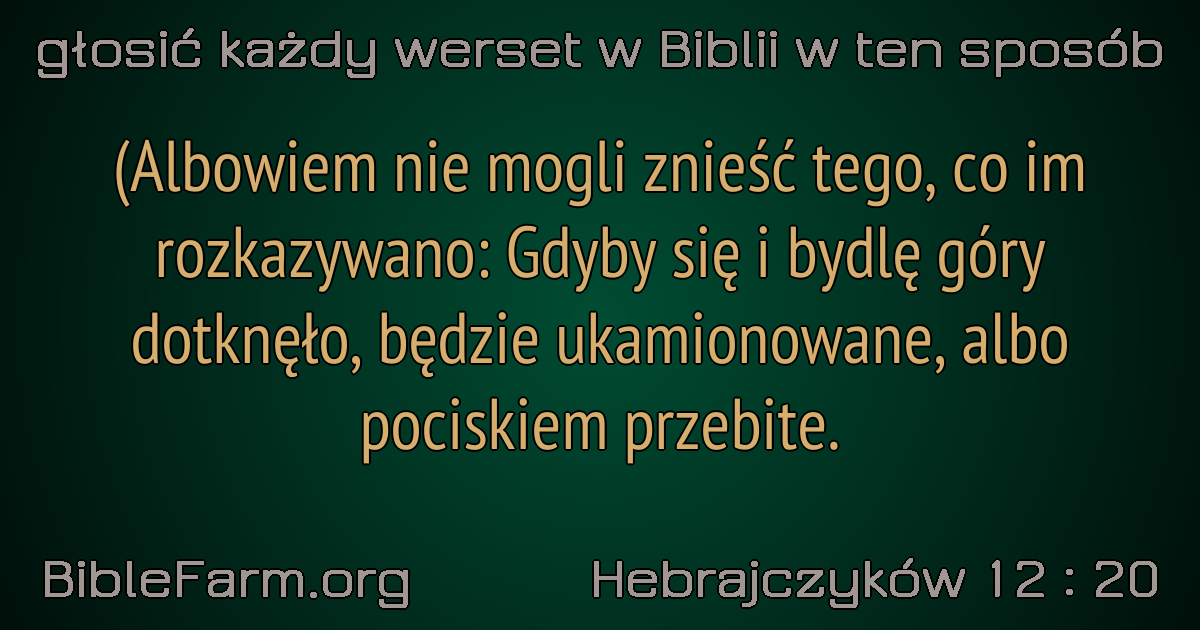 głosić każdy werset w Biblii w ten sposób
(Albowiem nie mogli znieść tego, co im
rozkazywano: Gdyby się i bydlę góry
dotknęło, będzie ukamionowane, albo
pociskiem przebite.
BibleFarm.org
Hebrajczyków 12 : 20